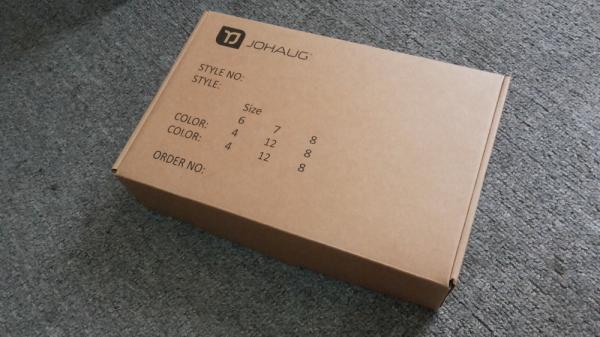 JOHAUG
STYLE NO:
STYLE:
Size
6 7 8
COLOR: 4 12 8
COLOR: 4 12 8
ORDER NO: